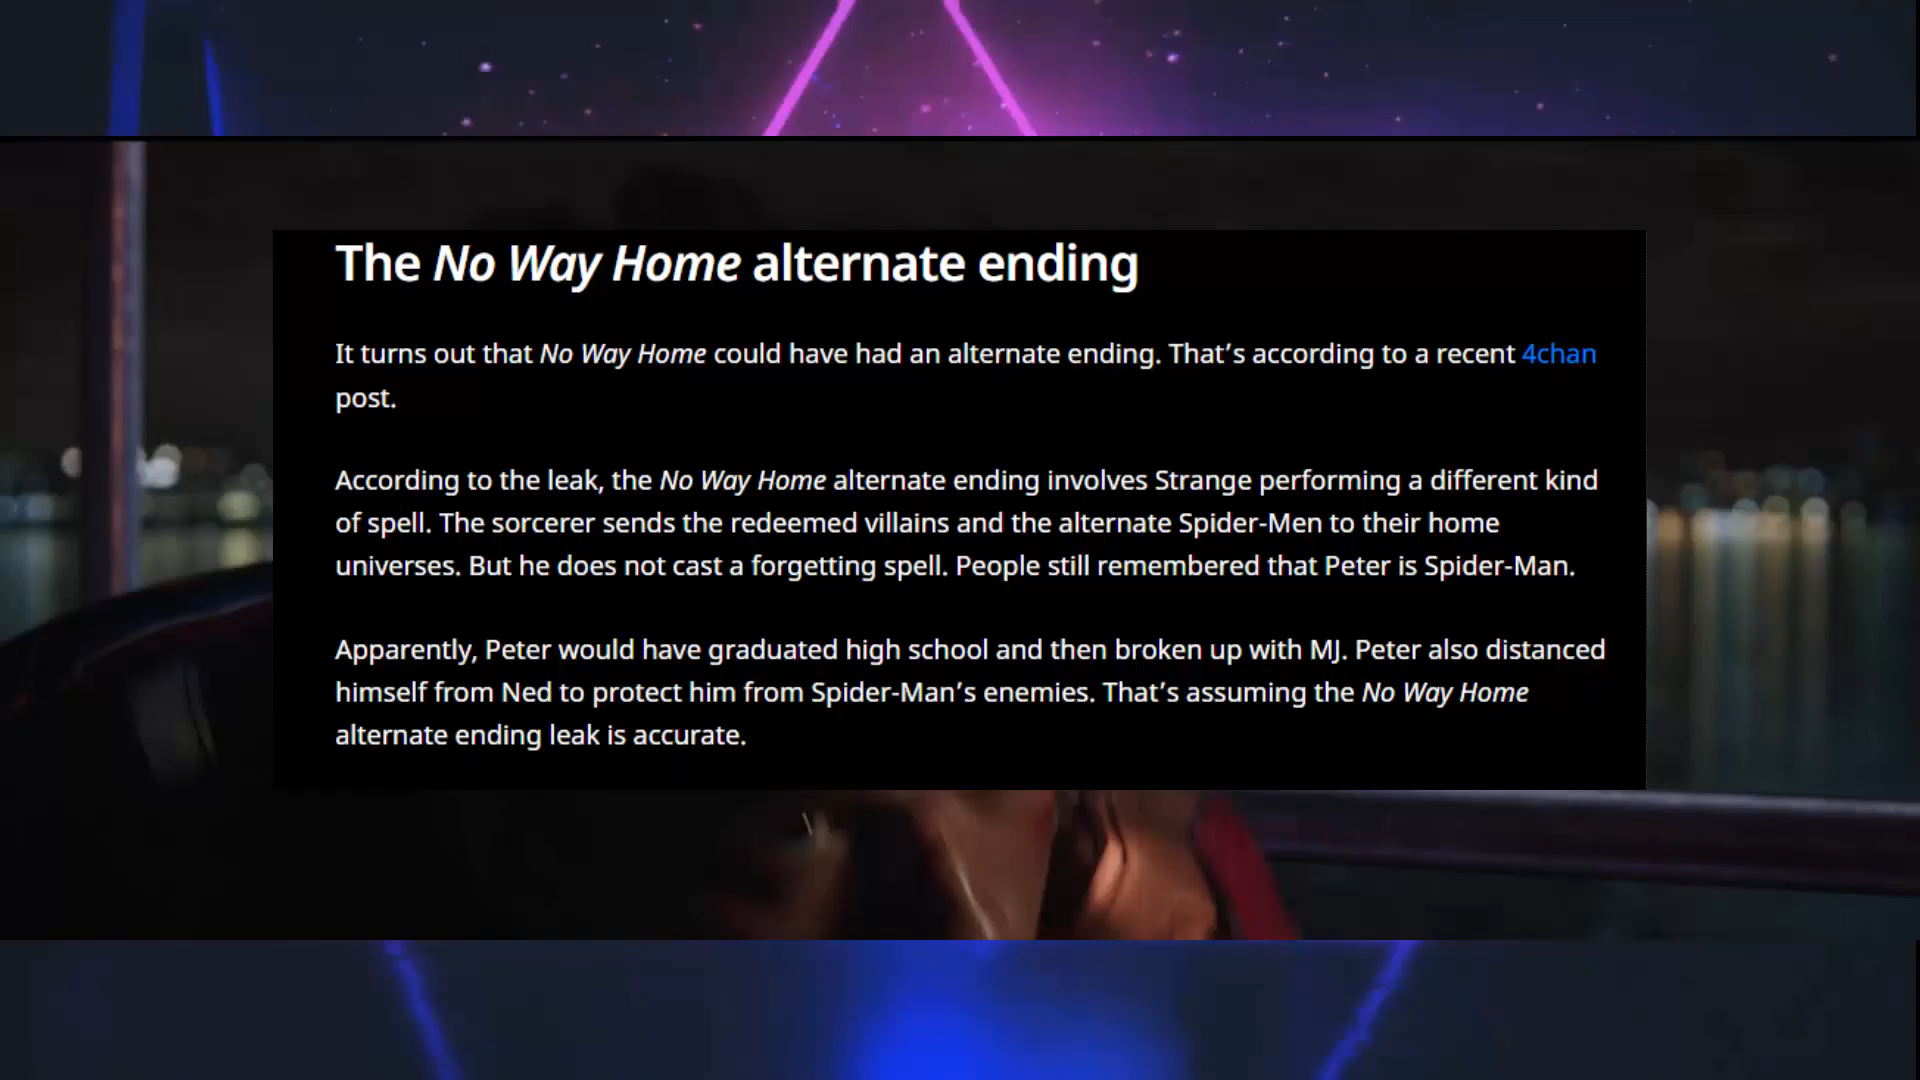 The No Way Home alternate ending
It turns out that No Way Home could have had an alternate ending. That’s according to a recent 4chan
post.
According to the leak, the No Way Home alternate ending involves Strange performing a different kind
of spell. The sorcerer sends the redeemed villains and the alternate Spider-Men to their home
universes. But he does not cast a forgetting spell. People still remembered that Peter is Spider-Man.
Apparently, Peter would have graduated high school and then broken up with MJ. Peter also distanced
himself from Ned to protect him from Spider-Man’s enemies. That’s assuming the No Way Home
alternate ending leak is accurate.